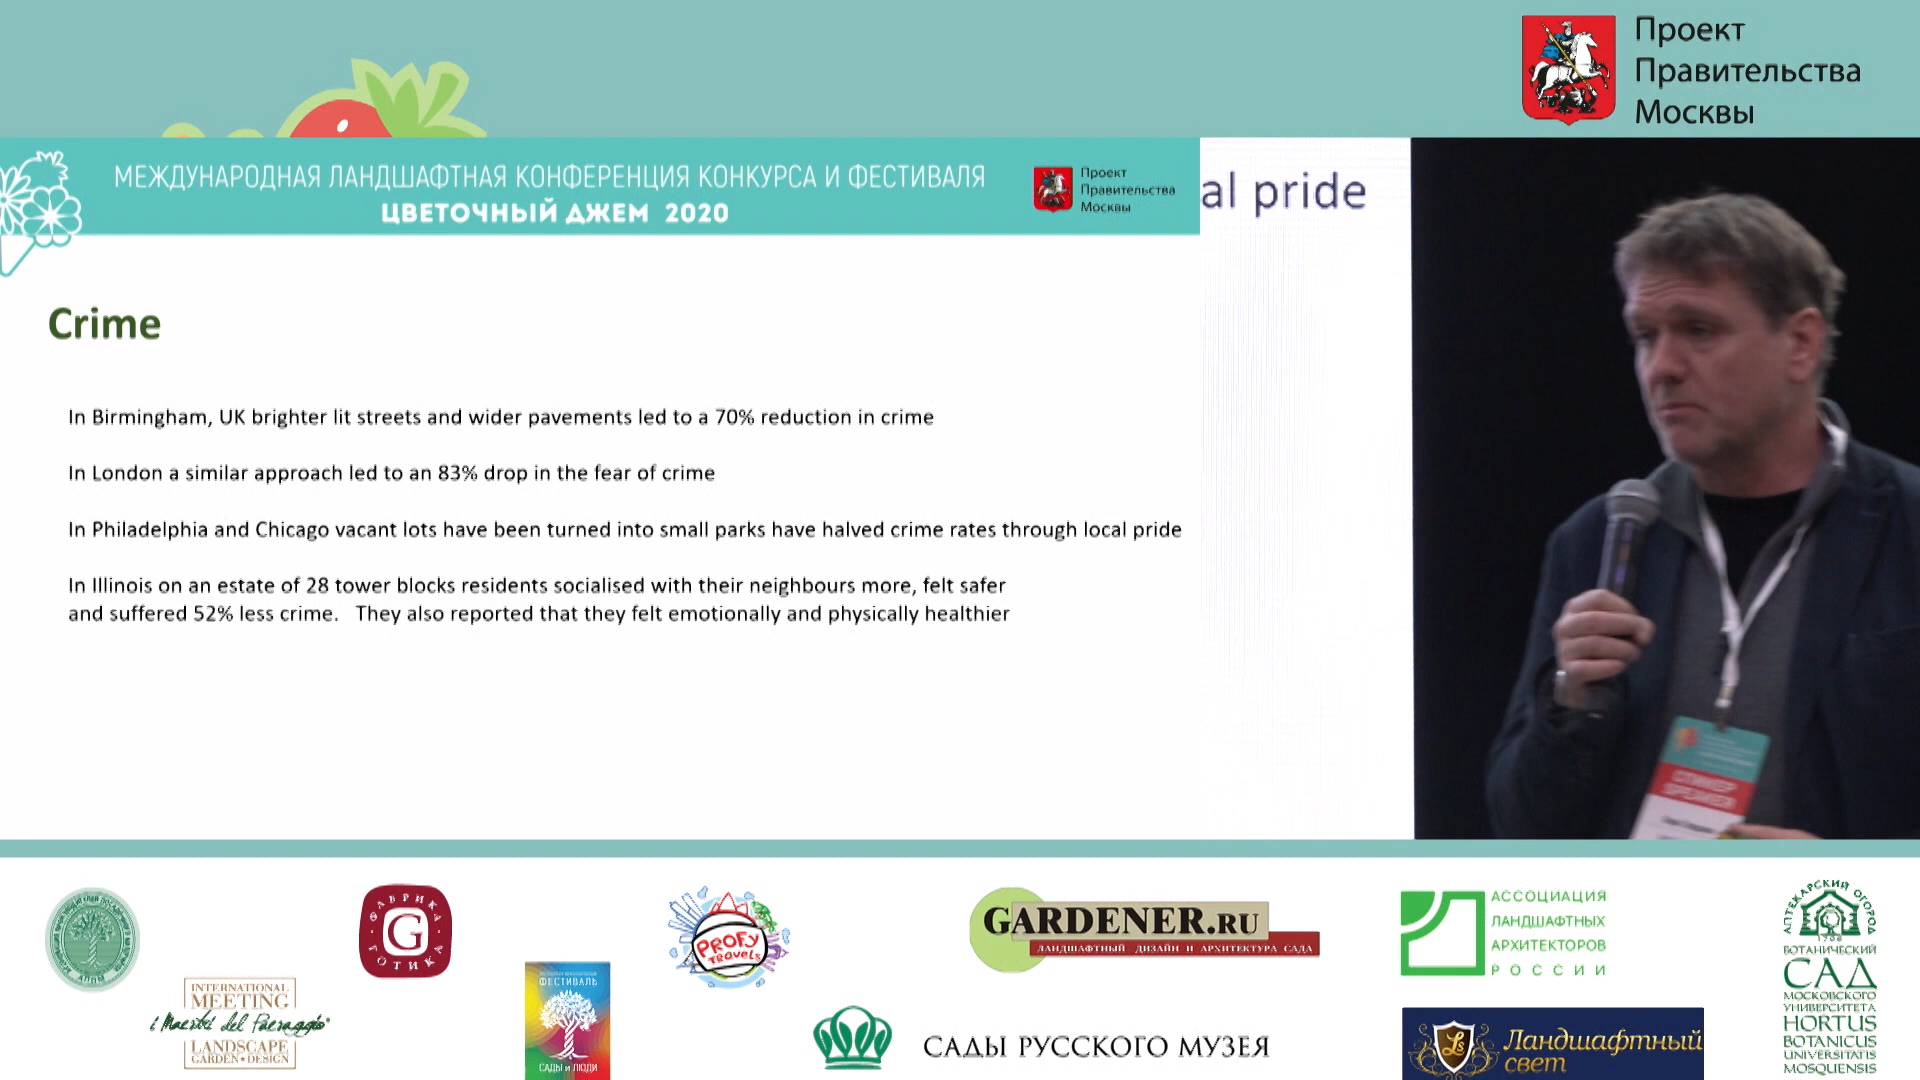 Проект
Правительства
Москвы
МЕЖДУНАРОДНАЯ ЛАНДШАФТНАЯ КОНФЕРЕНЦИЯ КОНКУРСА И ФЕСТИВАЛЯ
ЦВЕТОЧНЫЙ ДЖЕМ 2020
Проект
Правительства
Москвы
al pride
Crime
In Birmingham, UK brighter lit streets and wider pavements led to a 70% reduction in crime
In London a similar approach led to an 83% drop in the fear of crime
In Philadelphia and Chicago vacant lots have been turned into small parks have halved crime rates through local pride
In Illinois on an estate of 28 tower blocks residents socialised with their neighbours more, felt safer
and suffered 52% less crime. They also reported that they felt emotionally and physically healthier
СПИКЕР
SPEAKER
ФАБРИКА
G
ГОТИКА
PROFY
TRAVELS
GARDENER.RU
ЛАНДШАФТНЫЙ ДИЗАЙН И АРХИТЕКТУРА САДА
АССОЦИАЦИЯ
ЛАНДШАФТНЫХ
АРХИТЕКТОРОВ
РОССИИ
АПТЕКАРСКИЙ ОГОРОД
1706
БОТАНИЧЕСКИЙ
САД
МОСКОВСКОГО
УНИВЕРСИТЕТА
HORTUS
BOTANICUS
UNIVERSITATIS
MOSQUENSIS
INTERNATIONAL
MEETING
i Maestri del Paesaggio
LANDSCAPE
GARDEN DESIGN
ФЕСТИВАЛЬ
САДЫ и ЛЮДИ
САДЫ РУССКОГО МУЗЕЯ
Ls
Ландшафтный
свет